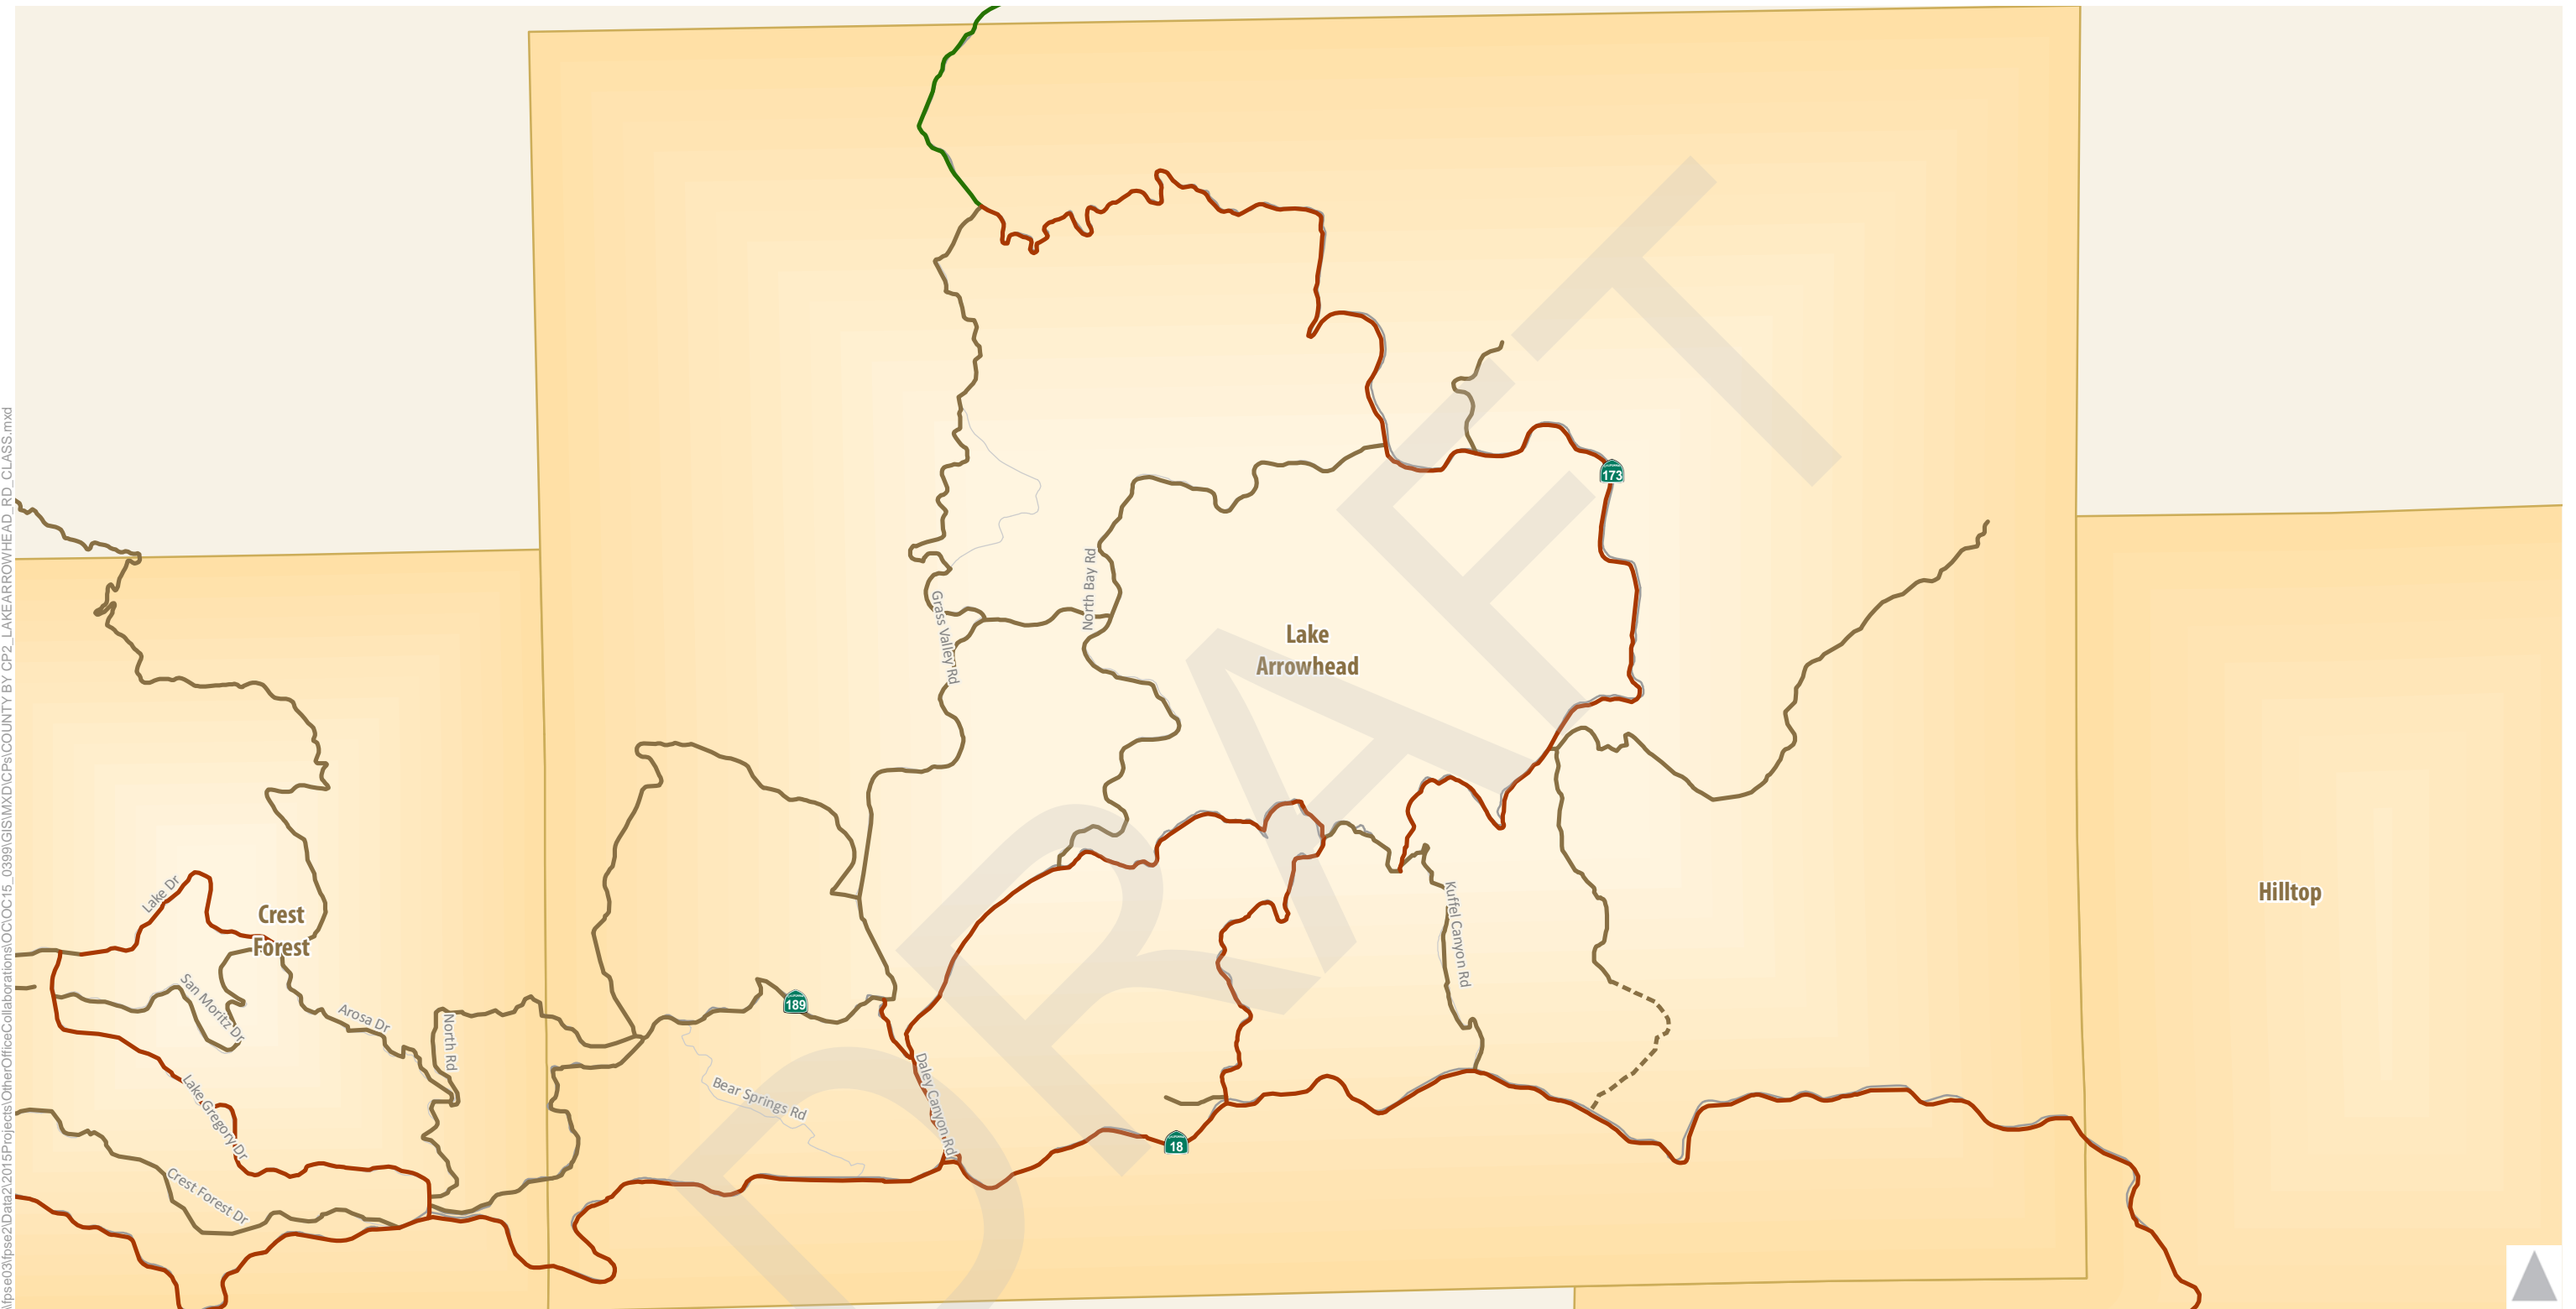 \fpse03\fpse2\Data2\2015Projects\OtherOfficeCollaborations\OC\OC15_0399\GIS\MXD\CPs\COUNTY BY CP2_LAKEARROWHEAD_RD_CLASS.mxd
DRAFT
173
North Bay Rd
Grass Valley Rd
Lake
Arrowhead
Lake Dr
Crest
Forest
Hilltop
Kuffel Canyon Rd
San Moritz Dr
Arosa Dr
North Rd
189
Bear Springs Rd
Daley Canyon Rd
Lake Gregory Dr
18
Crest Forest Dr